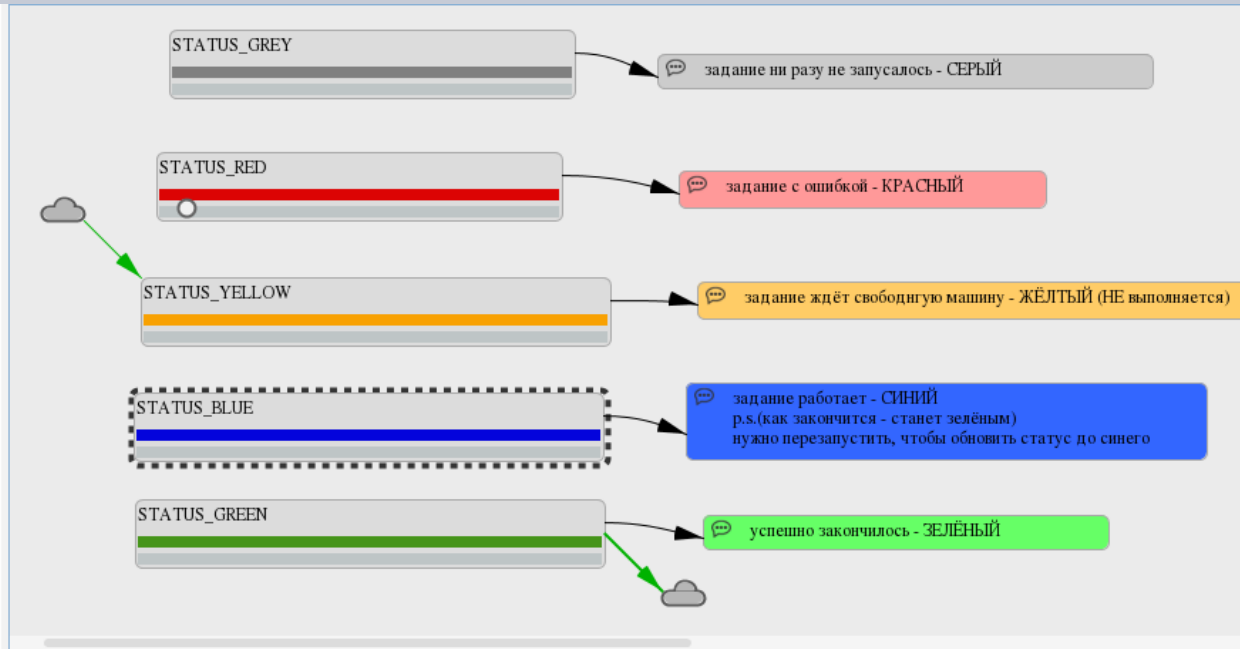 STATUS_GREY
задание ни разу не запусалось - СЕРЫЙ
STATUS_RED
задание с ошибкой - КРАСНЫЙ
STATUS_YELLOW
задание ждёт свободнгую машину - ЖЁЛТЫЙ (НЕ выполняется)
STATUS_BLUE
задание работает - СИНИЙ
p.s.(как закончится - станет зелёным)
нужно перезапустить, чтобы обновить статус до синего
STATUS_GREEN
успешно закончилось - ЗЕЛЁНЫЙ